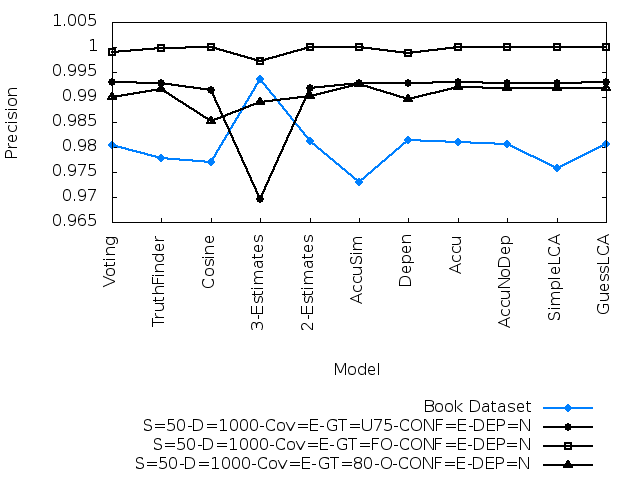 1.005
1
0.995
0.99
0.985
0.98
0.975
0.97
0.965
Precision
Voting
TruthFinder
Cosine
3-Estimates
2-Estimates
AccuSim
Depen
Accu
AccuNoDep
SimpleLCA
GuessLCA
Model
Book Dataset
S=50-D=1000-Cov=E-GT=U75-CONF=E-DEP=N
S=50-D=1000-Cov=E-GT=FO-CONF=E-DEP=N
S=50-D=1000-Cov=E-GT=80-O-CONF=E-DEP=N